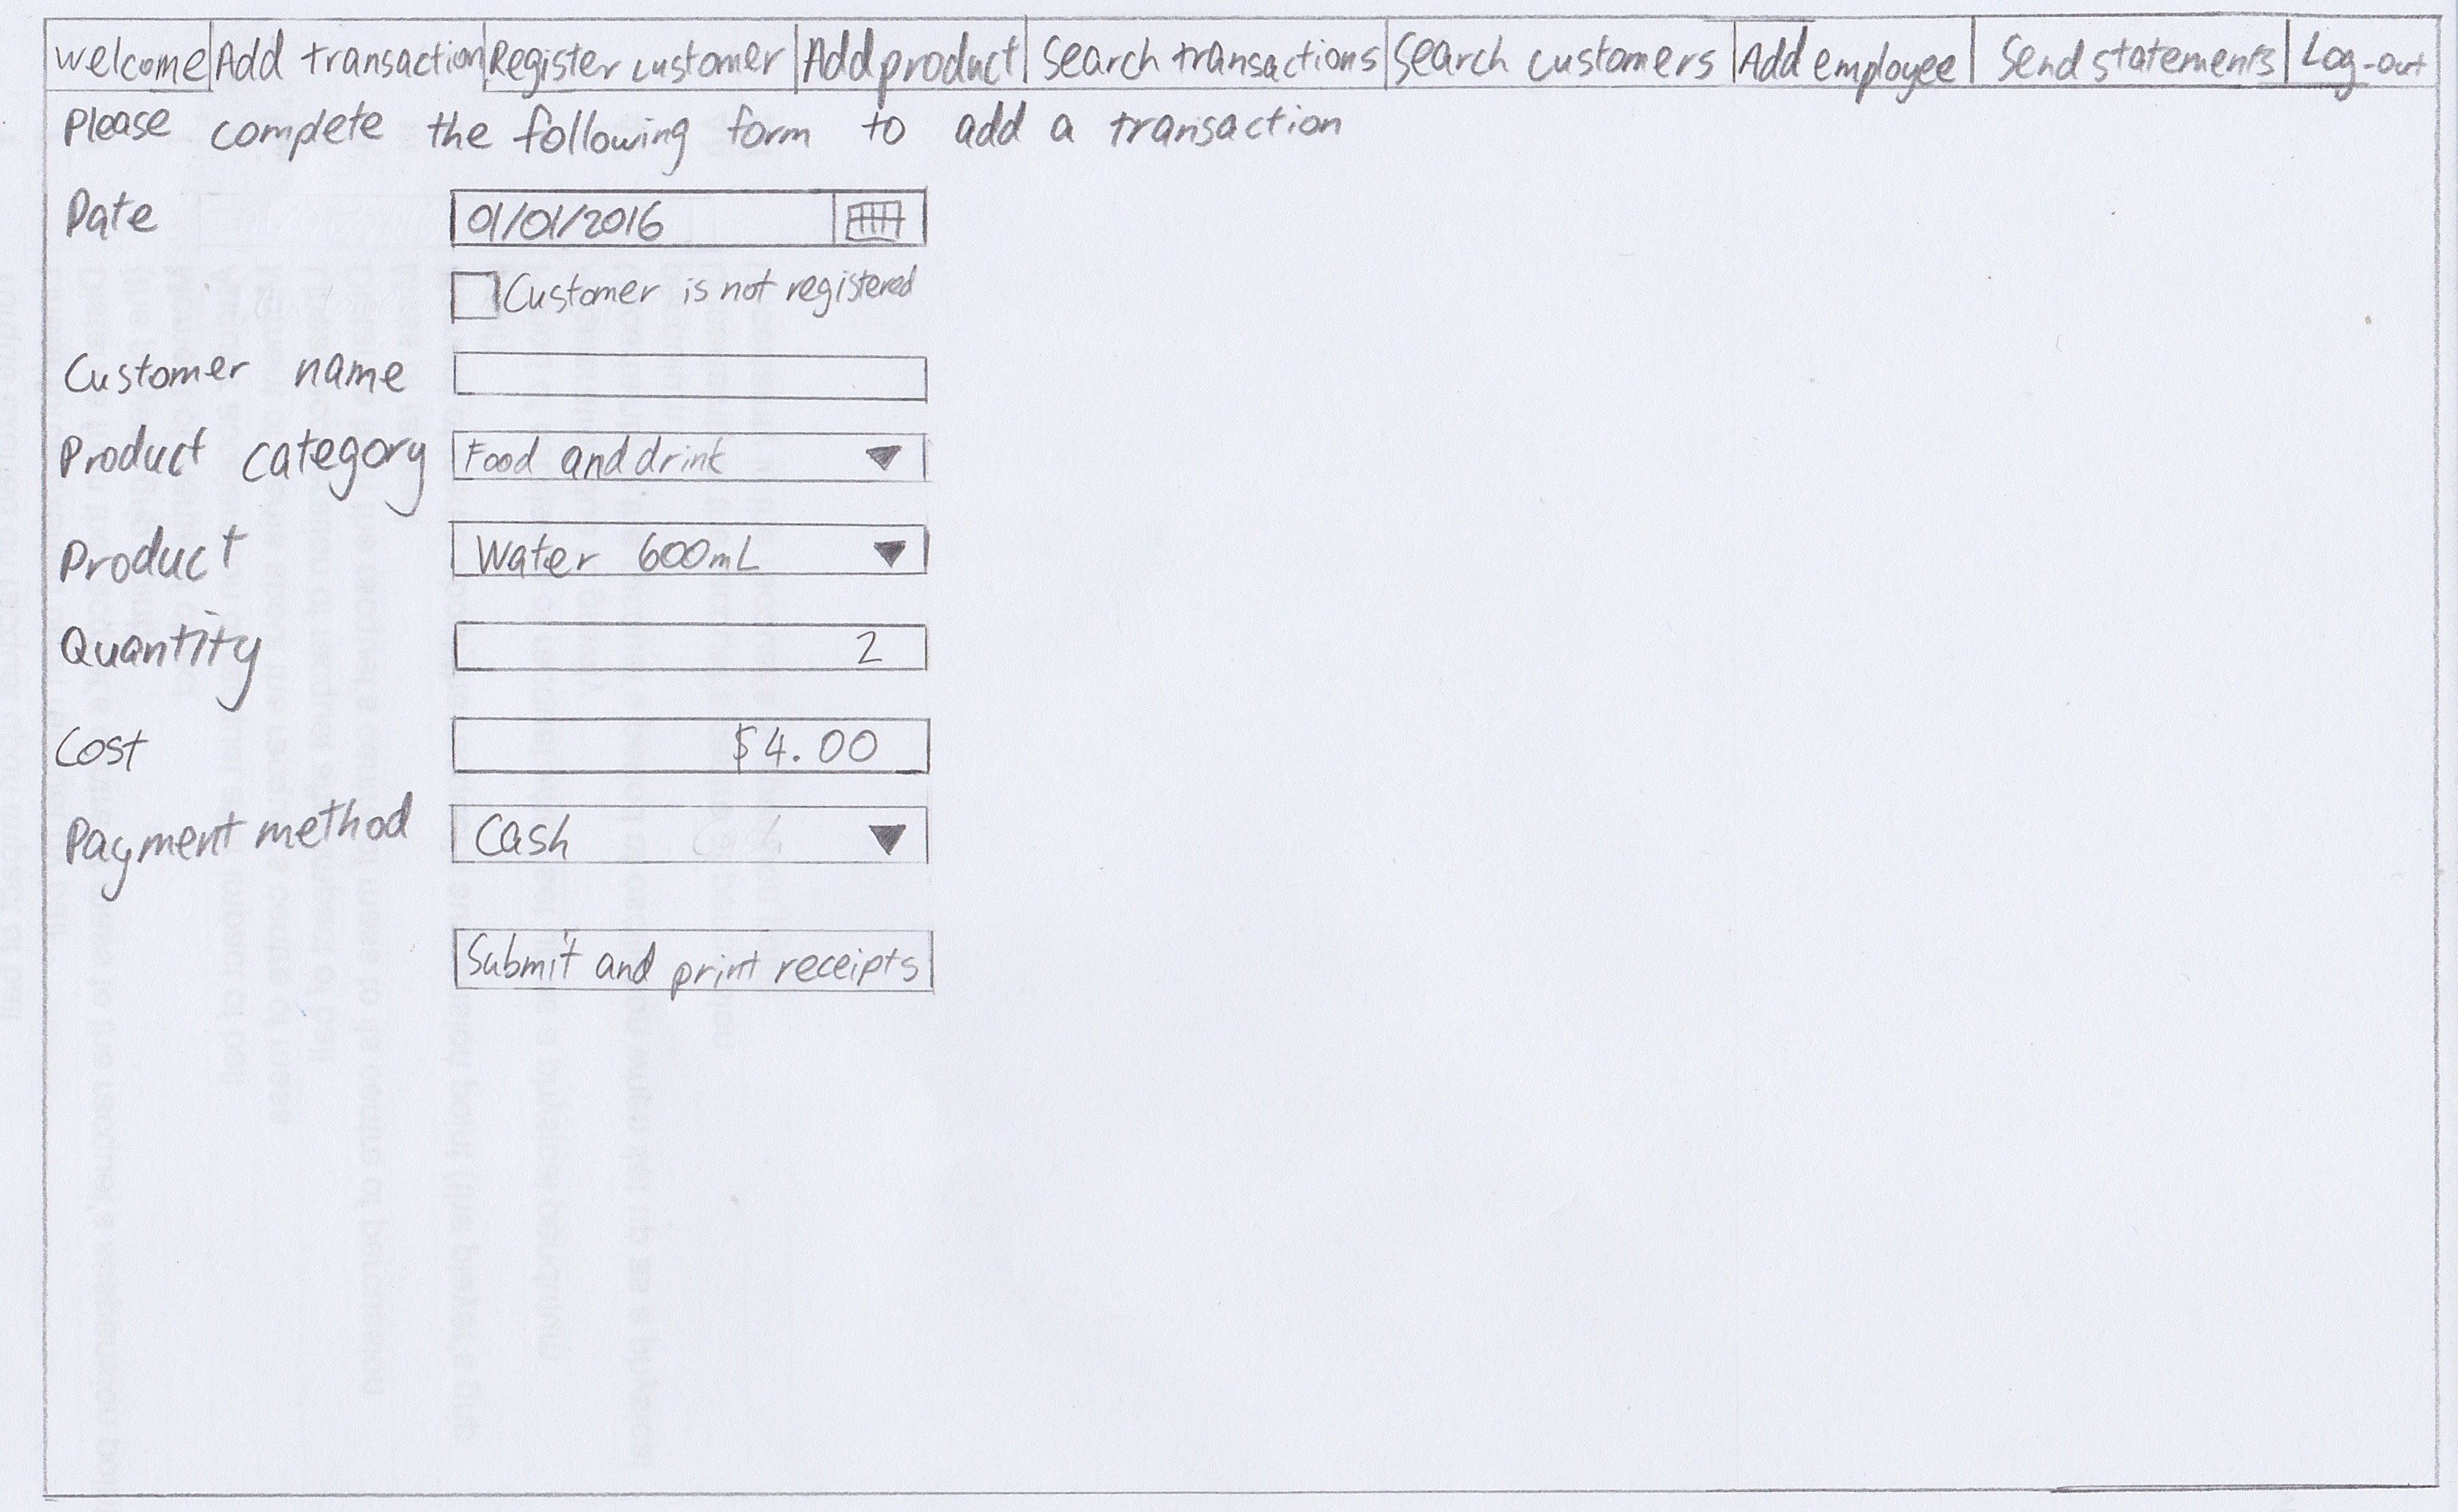 Welcome Add transaction Register customer Add product Search transactions Search customers Add employee Send statements Log-out
Please complete the following form to add a transaction
Date 01/01/2016
Customer is not registered
Customer name
Product category Food and drink
Product Water 600mL
Quantity 2
Cost $4.00
Payment method Cash
Submit and print receipts